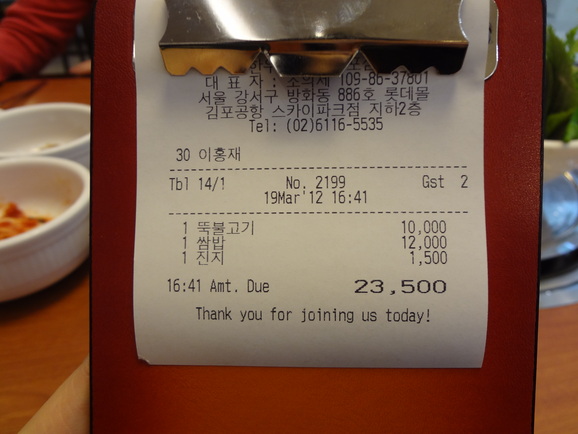 대 표 자 : 조의제 109-86-37801
서울 강서구 방화동 886호 롯데몰
김포공항 스카이파크점 지하2층
Tel: (02)6116-5535
30 이홍재
Tbl 14/1 No. 2199 Gst 2
19Mar'12 16:41
1 뚝불고기 10,000
1 쌈밥 12,000
1 진지 1,500
16:41 Amt. Due 23,500
Thank you for joining us today!